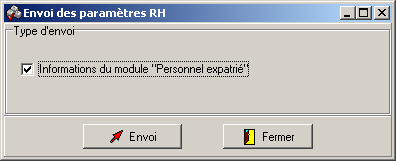 Envoi des paramètres RH
Type d'envoi
Informations du module "Personnel expatrié"
Envoi
Fermer